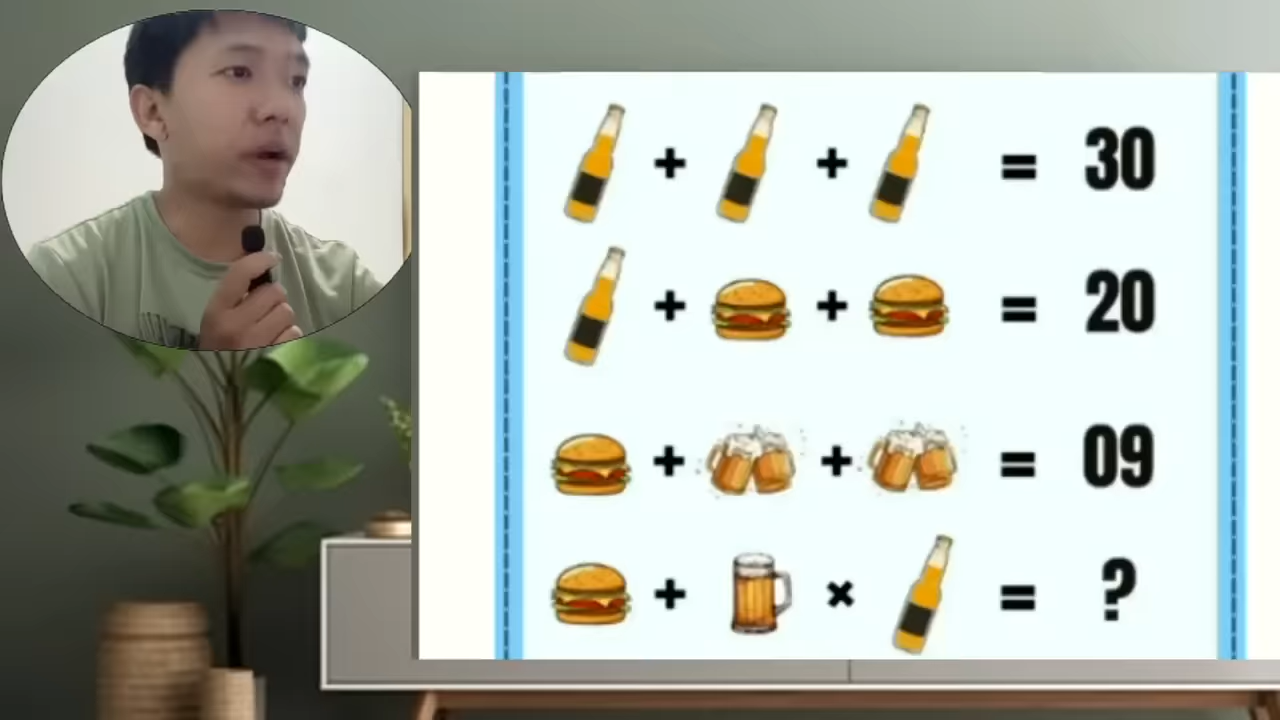 + + = 30
+ + = 20
+ + = 09
+ × = ?